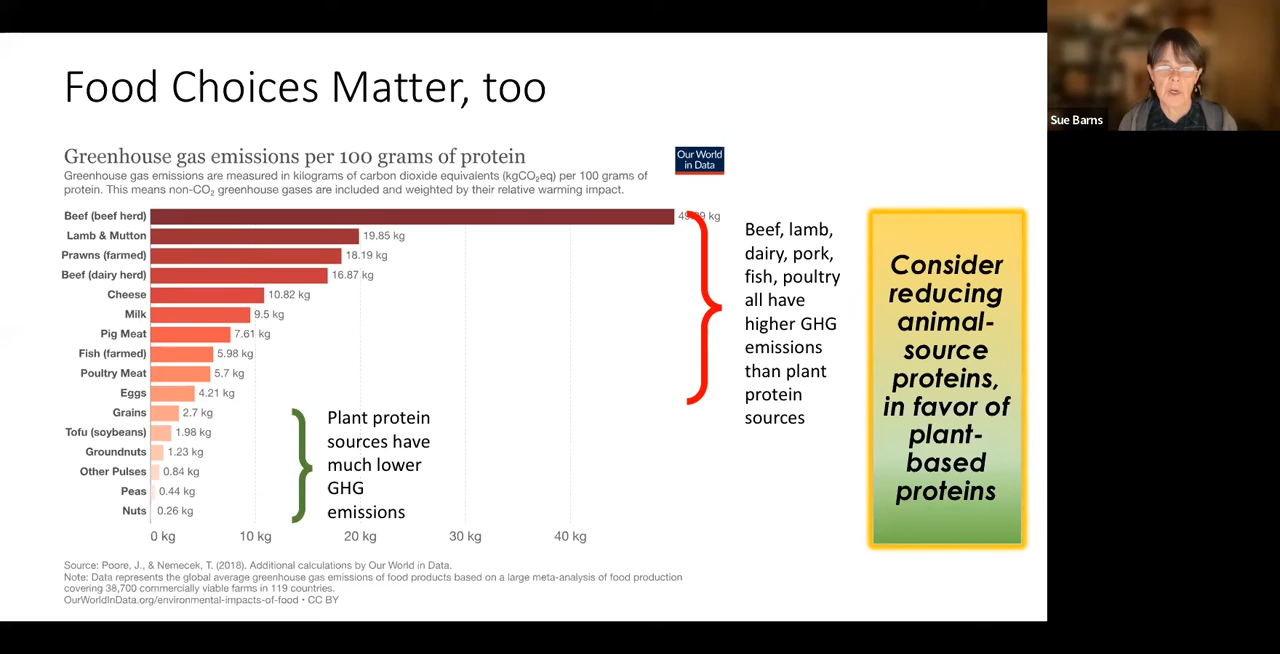 Food Choices Matter, too
Sue Barns
Greenhouse gas emissions per 100 grams of protein
Our World
in Data
Greenhouse gas emissions are measured in kilograms of carbon dioxide equivalents (kgCO₂eq) per 100 grams of
protein. This means non-CO₂ greenhouse gases are included and weighted by their relative warming impact.
Beef (beef herd)
Lamb & Mutton 19.85 kg
Prawns (farmed) 18.19 kg
Beef (dairy herd) 16.87 kg
Cheese 10.82 kg
Milk 9.5 kg
Pig Meat 7.61 kg
Fish (farmed) 5.98 kg
Poultry Meat 5.7 kg
Eggs 4.21 kg
Grains 2.7 kg
Tofu (soybeans) 1.98 kg
Groundnuts 1.23 kg
Other Pulses 0.84 kg
Peas 0.44 kg
Nuts 0.26 kg
0 kg 10 kg 20 kg 30 kg 40 kg
Plant protein
sources have
much lower
GHG
emissions
Beef, lamb,
dairy, pork,
fish, poultry
all have
higher GHG
emissions
than plant
protein
sources
Consider
reducing
animal-
source
proteins,
in favor of
plant-
based
proteins
Source: Poore, J., & Nemecek, T. (2018). Additional calculations by Our World in Data.
Note: Data represents the global average greenhouse gas emissions of food products based on a large meta-analysis of food production
covering 38,700 commercially viable farms in 119 countries.
OurWorldInData.org/environmental-impacts-of-food • CC BY